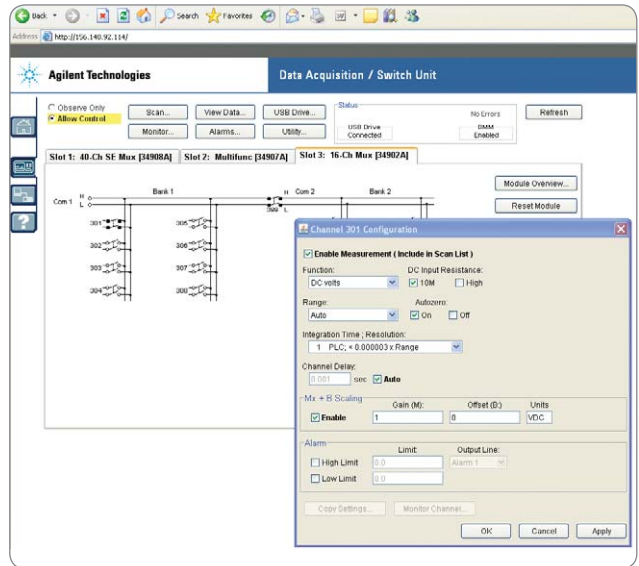 Back
Search
Favorites
Address http://156.140.92.114/
Agilent Technologies
Data Acquisition / Switch Unit
Observe Only
Allow Control
Scan...
View Data...
USB Drive...
Monitor...
Alarms...
Utility...
Status
USB Drive
Connected
No Errors
DMM
Enabled
Refresh
Slot 1: 40-Ch SE Mux [34908A]
Slot 2: Multifunc [34907A]
Slot 3: 16-Ch Mux [34902A]
Module Overview...
Reset Module
Com 1
H
L
Bank 1
H
399 L
Com 2
Bank 2
301
305
302
306
303
307
304
308
Channel 301 Configuration
Enable Measurement ( Include in Scan List )
Function:
DC Input Resistance:
DC volts
10M
High
Range:
Autozero:
Auto
On
Off
Integration Time ; Resolution:
1 PLC; < 0.000003 x Range
Channel Delay:
0.001 sec Auto
Mx + B Scaling
Gain (M):
Offset (B:)
Units
Enable
1
0
VDC
Alarm
Limit:
Output Line:
High Limit
0.0
Alarm 1
Low Limit
0.0
Copy Settings...
Monitor Channel...
OK
Cancel
Apply